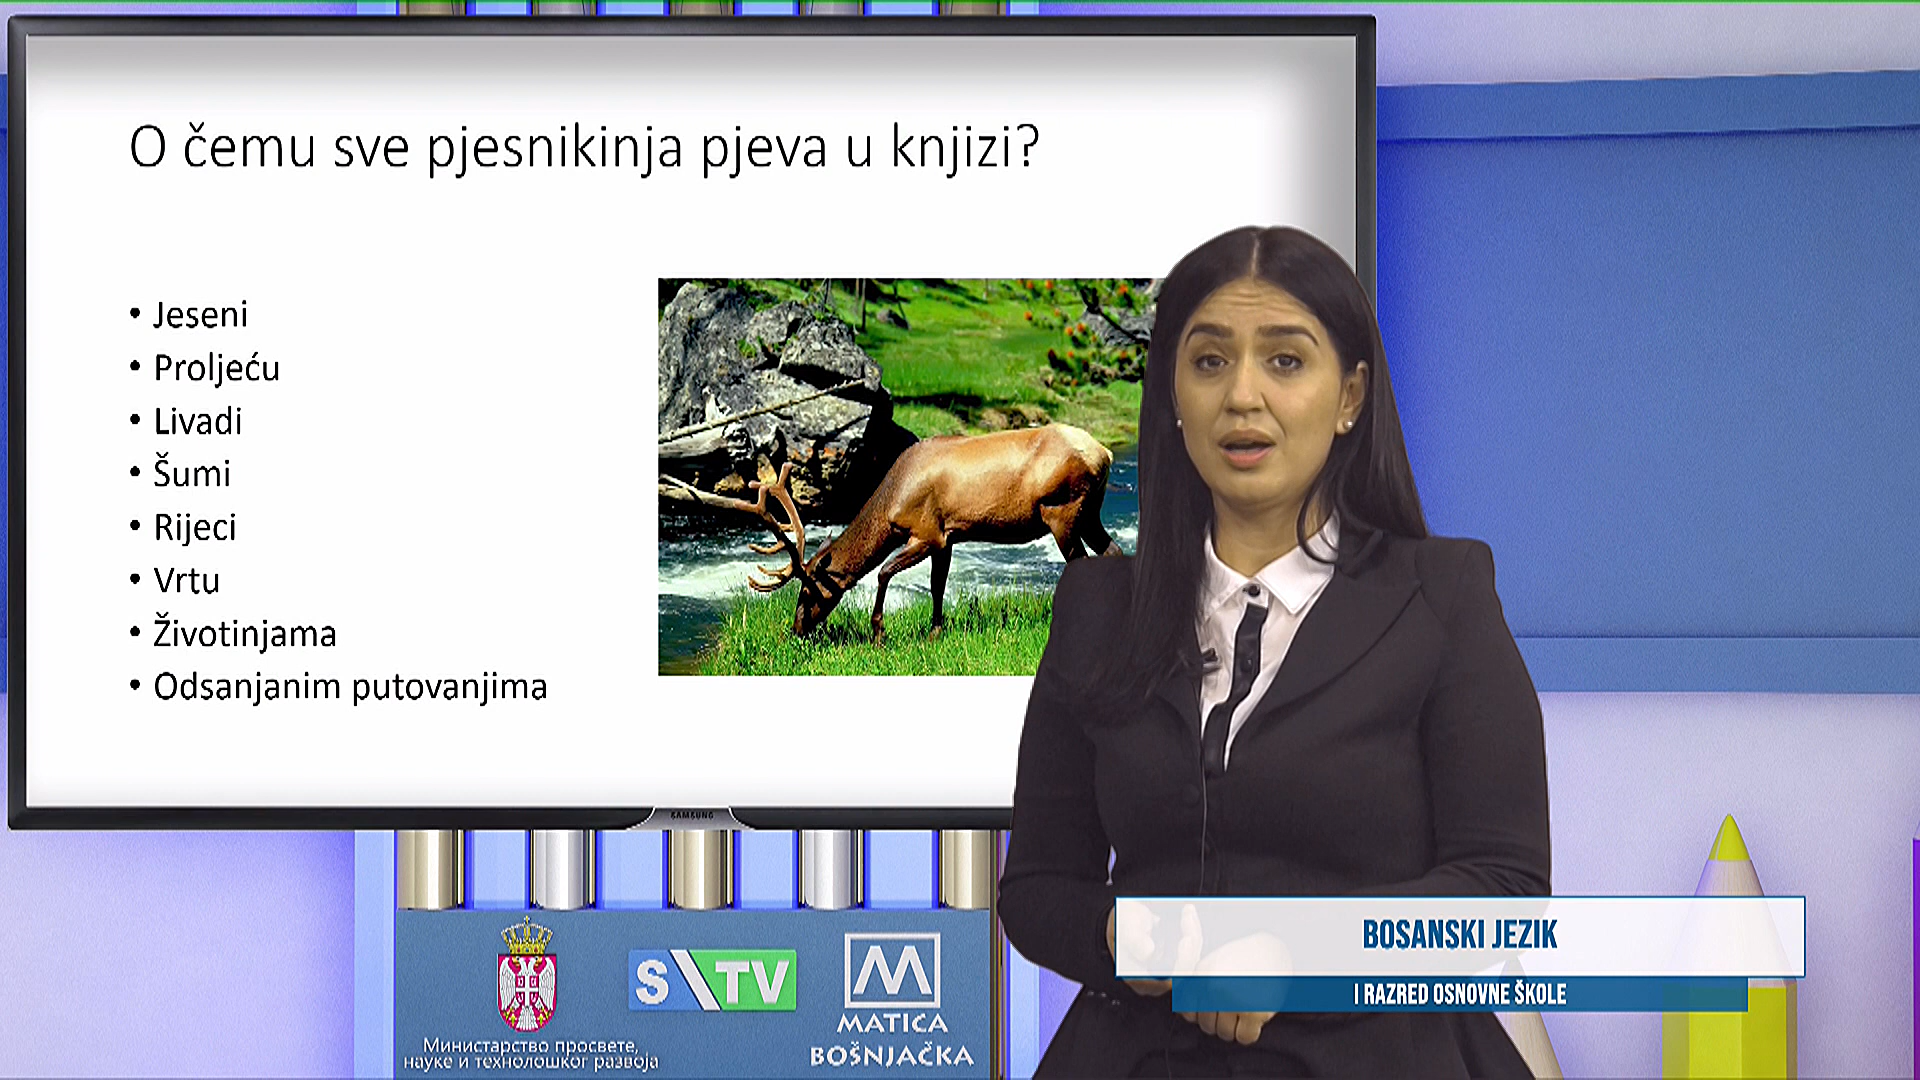 O čemu sve pjesnikinja pjeva u knjizi?
• Jeseni
• Proljeću
• Livadi
• Šumi
• Rijeci
• Vrtu
• Životinjama
• Odsanjanim putovanjima
SAMSUNG
BOSANSKI JEZIK
I RAZRED OSNOVNE ŠKOLE
S TV
MATICA
BOŠNJAČKA
Министарство просвете,
науке и технолошког развоја